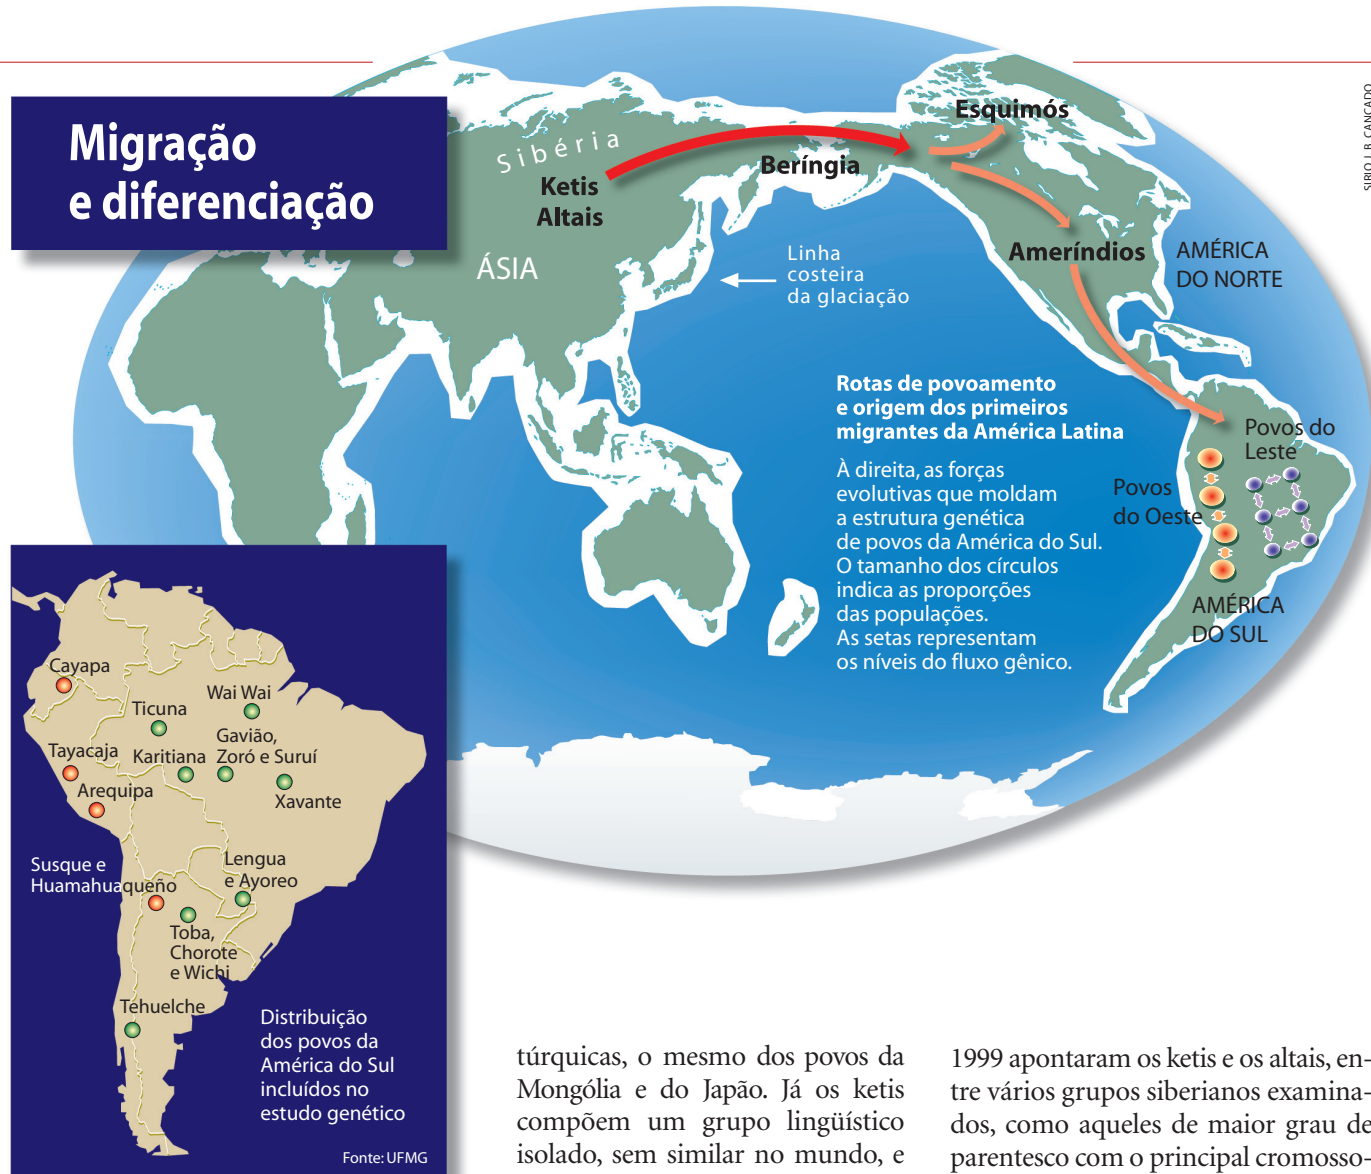 Migração
e diferenciação
SIRIO J. B. CANÇADO
Esquimós
Sibéria
Beríngia
Ketis
Altais
ÁSIA
Linha
costeira
da glaciação
Ameríndios
AMÉRICA
DO NORTE
Rotas de povoamento
e origem dos primeiros
migrantes da América Latina
À direita, as forças
evolutivas que moldam
a estrutura genética
de povos da América do Sul.
O tamanho dos círculos
indica as proporções
das populações.
As setas representam
os níveis do fluxo gênico.
Povos do
Leste
Povos
do Oeste
AMÉRICA
DO SUL
Cayapa
Ticuna
Wai Wai
Tayacaja
Karitiana
Gavião,
Zoró e Suruí
Arequipa
Xavante
Susque e
Huamahuaqueño
Lengua
e Ayoreo
Toba,
Chorote
e Wichi
Tehuelche
Distribuição
dos povos da
América do Sul
incluídos no
estudo genético
Fonte: UFMG
túrquicas, o mesmo dos povos da
Mongólia e do Japão. Já os ketis
compõem um grupo lingüístico
isolado, sem similar no mundo, e
1999 apontaram os ketis e os altais, en-
tre vários grupos siberianos examina-
dos, como aqueles de maior grau de
parentesco com o principal cromosso-